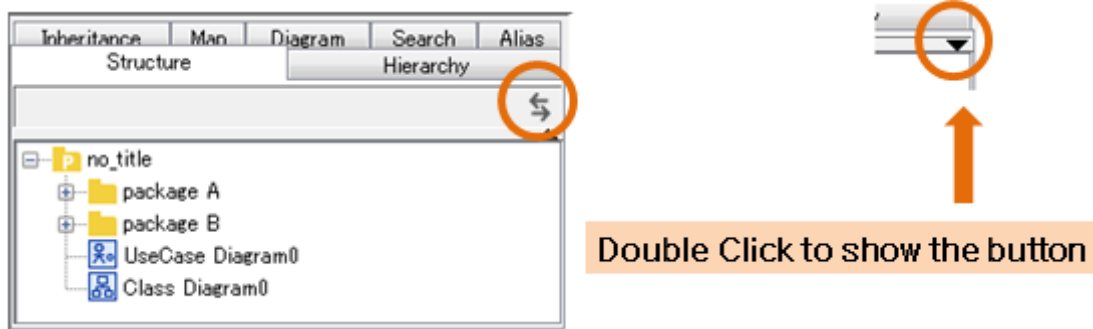 Inheritance Map Diagram Search Alias
Structure Hierarchy
no_title
package A
package B
UseCase Diagram0
Class Diagram0
Double Click to show the button